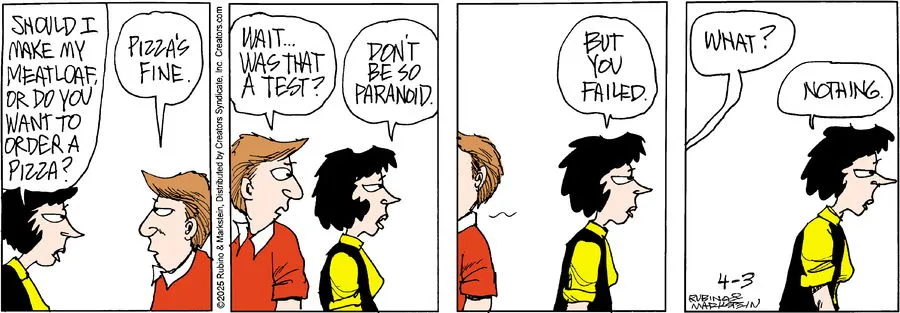 SHOULD I
MAKE MY
MEATLOAF,
OR DO YOU
WANT TO
ORDER A
PIZZA?
PIZZA'S
FINE.
©2025 Rubino & Markstein, Distributed by Creators Syndicate, Inc. Creators.com
WAIT...
WAS THAT
A TEST?
DON'T
BE SO
PARANOID.
BUT
YOU
FAILED.
WHAT?
NOTHING.
4-3
RUBINO &
MARKSTEIN